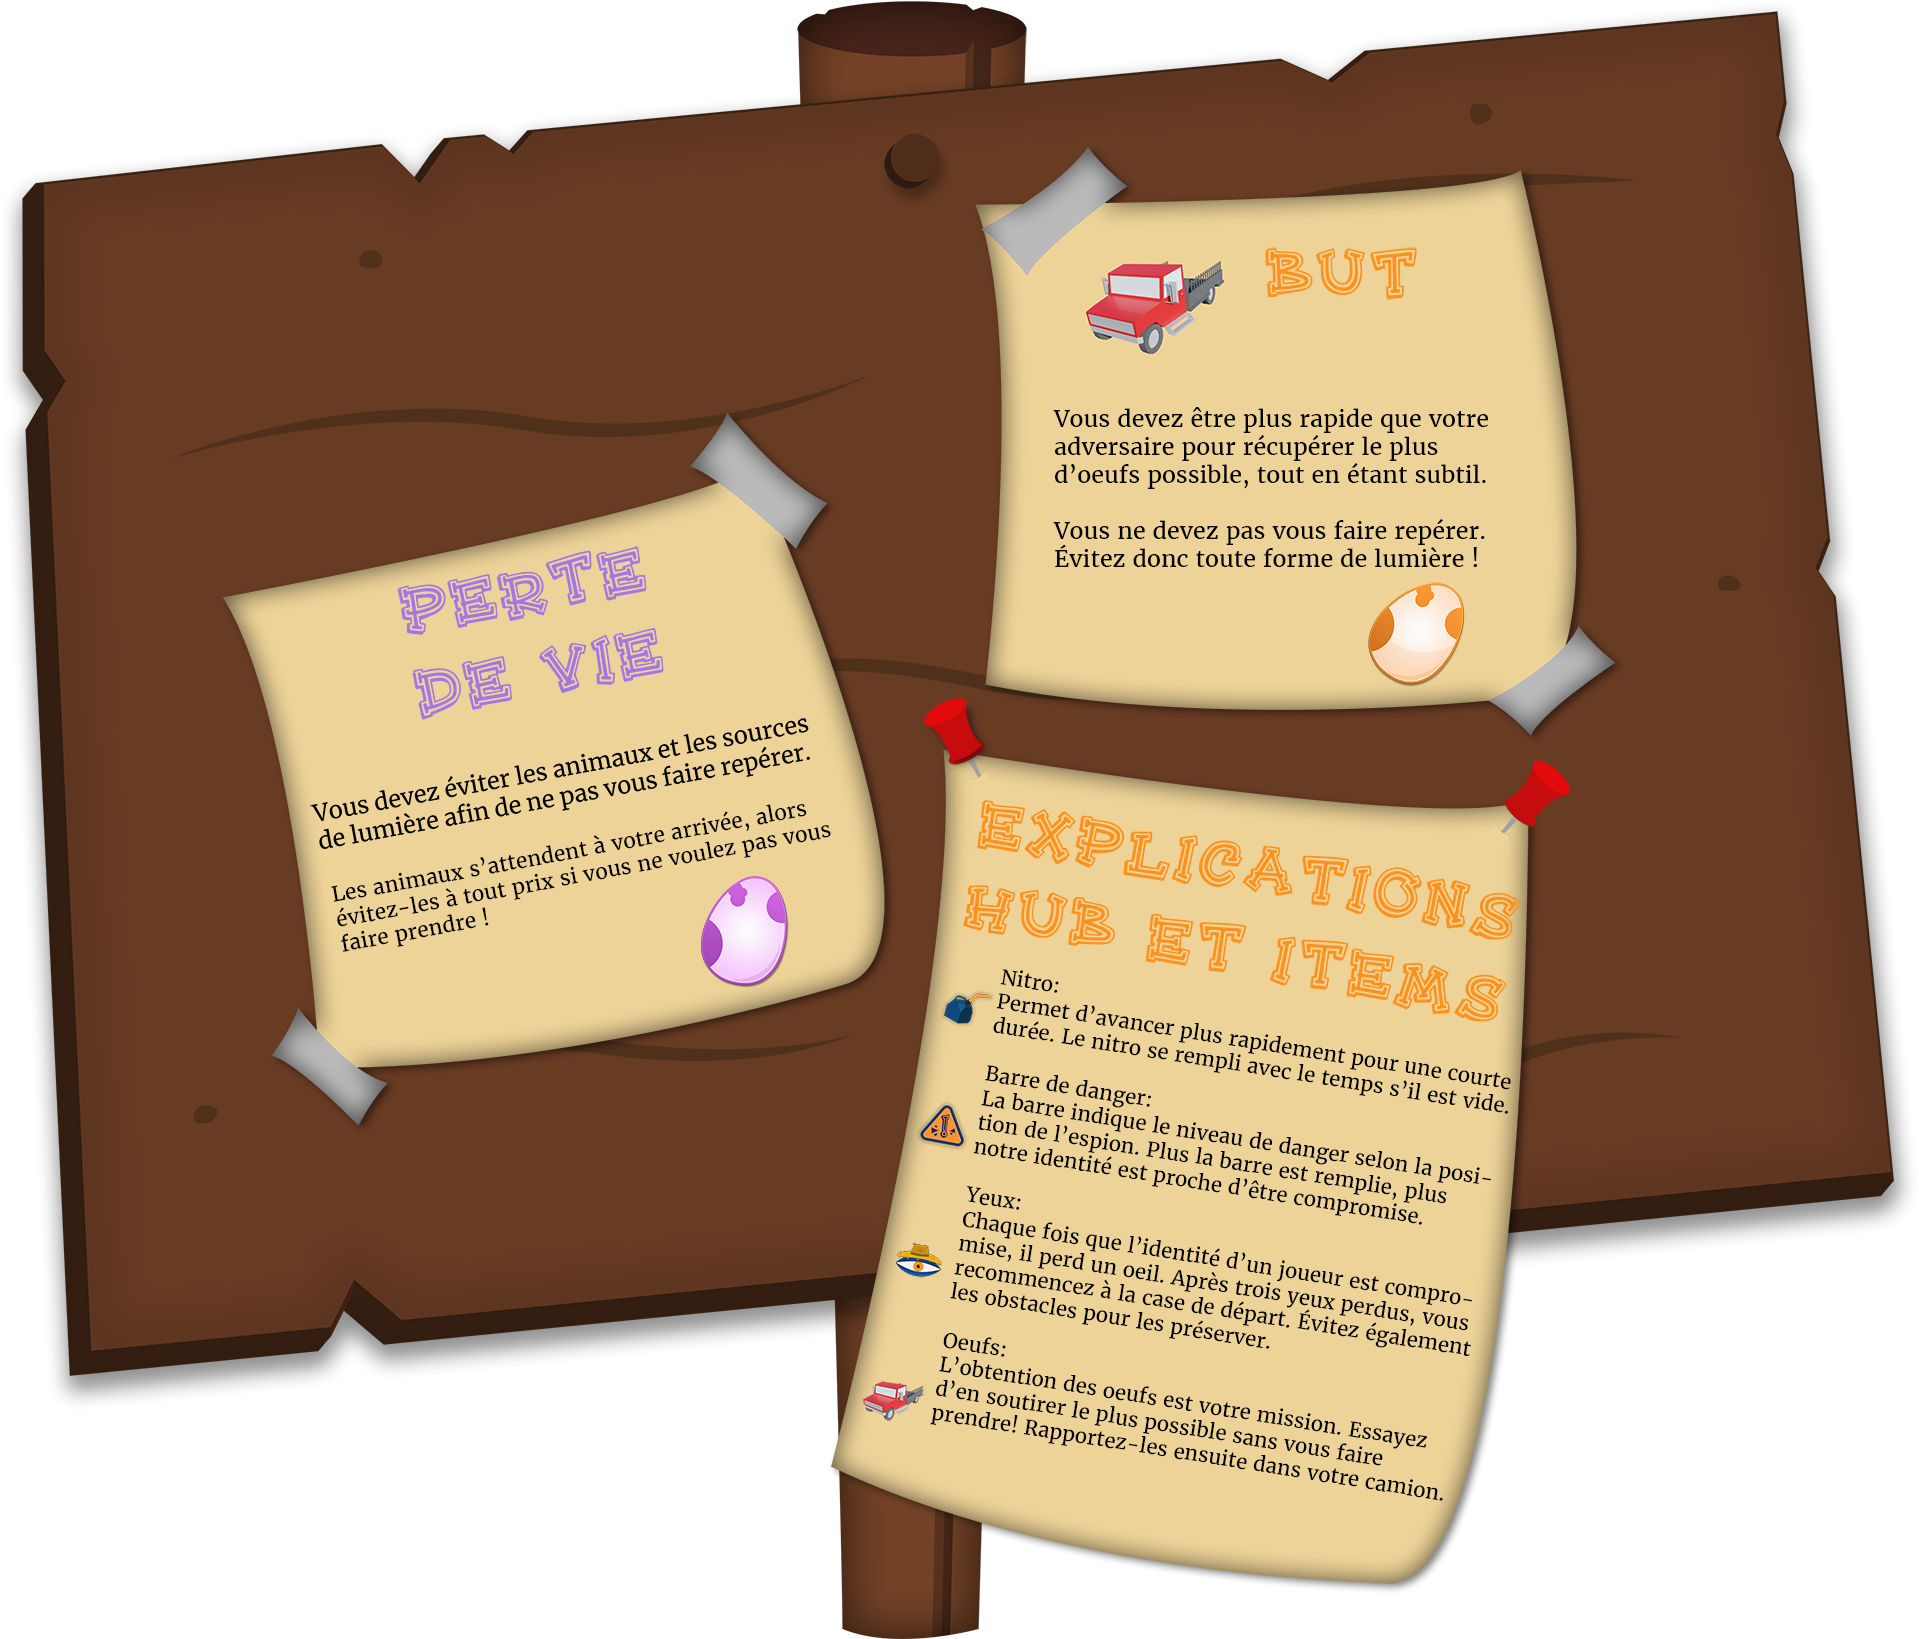 BUT
Vous devez être plus rapide que votre
adversaire pour récupérer le plus
d’oeufs possible, tout en étant subtil.
Vous ne devez pas vous faire repérer.
Évitez donc toute forme de lumière !
PERTE
DE VIE
Vous devez éviter les animaux et les sources
de lumière afin de ne pas vous faire repérer.
Les animaux s’attendent à votre arrivée, alors
évitez-les à tout prix si vous ne voulez pas vous
faire prendre !
EXPLICATIONS
HUB ET ITEMS
Nitro:
Permet d’avancer plus rapidement pour une courte
durée. Le nitro se rempli avec le temps s’il est vide.
Barre de danger:
La barre indique le niveau de danger selon la posi-
tion de l’espion. Plus la barre est remplie, plus
notre identité est proche d’être compromise.
Yeux:
Chaque fois que l’identité d’un joueur est compro-
mise, il perd un oeil. Après trois yeux perdus, vous
recommencez à la case de départ. Évitez également
les obstacles pour les préserver.
Oeufs:
L’obtention des oeufs est votre mission. Essayez
d’en soutirer le plus possible sans vous faire
prendre! Rapportez-les ensuite dans votre camion.